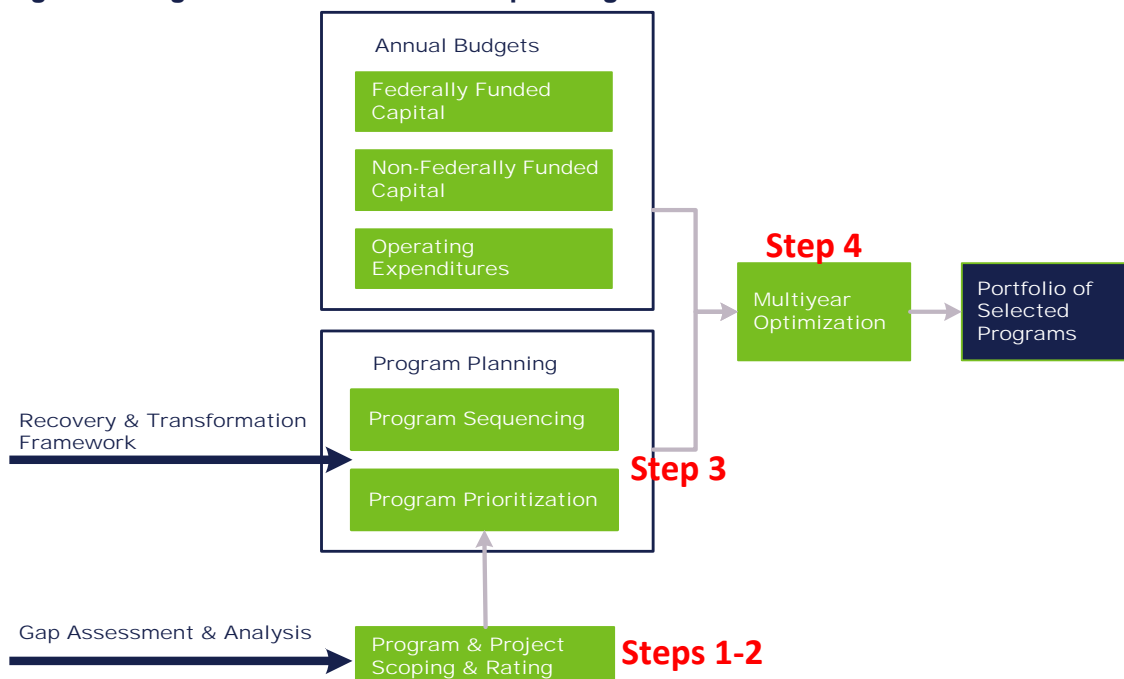 Annual Budgets
Federally Funded
Capital
Non-Federally Funded
Capital
Operating
Expenditures
Step 4
Multiyear
Optimization
Portfolio of
Selected
Programs
Program Planning
Recovery & Transformation
Framework
Program Sequencing
Step 3
Program Prioritization
Gap Assessment & Analysis
Program & Project
Scoping & Rating
Steps 1-2